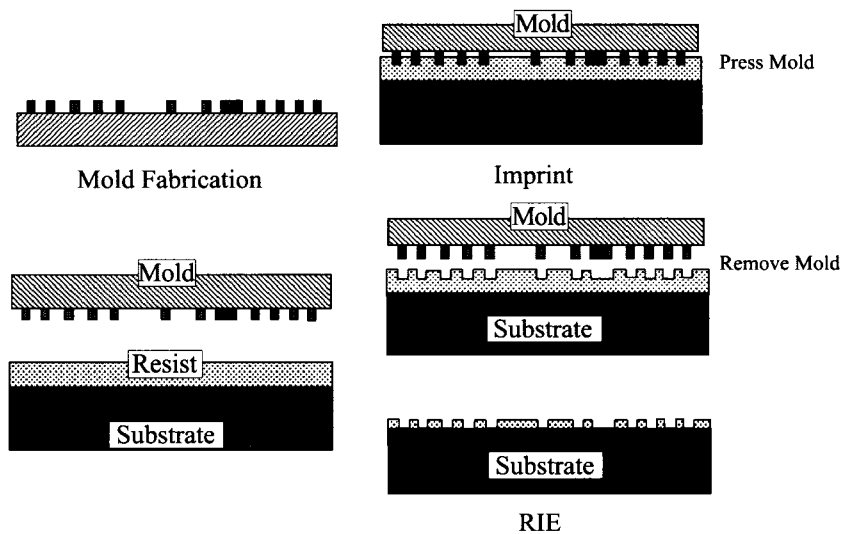 Mold Fabrication
Mold
Resist
Substrate
Mold
Press Mold
Imprint
Mold
Remove Mold
Substrate
Substrate
RIE